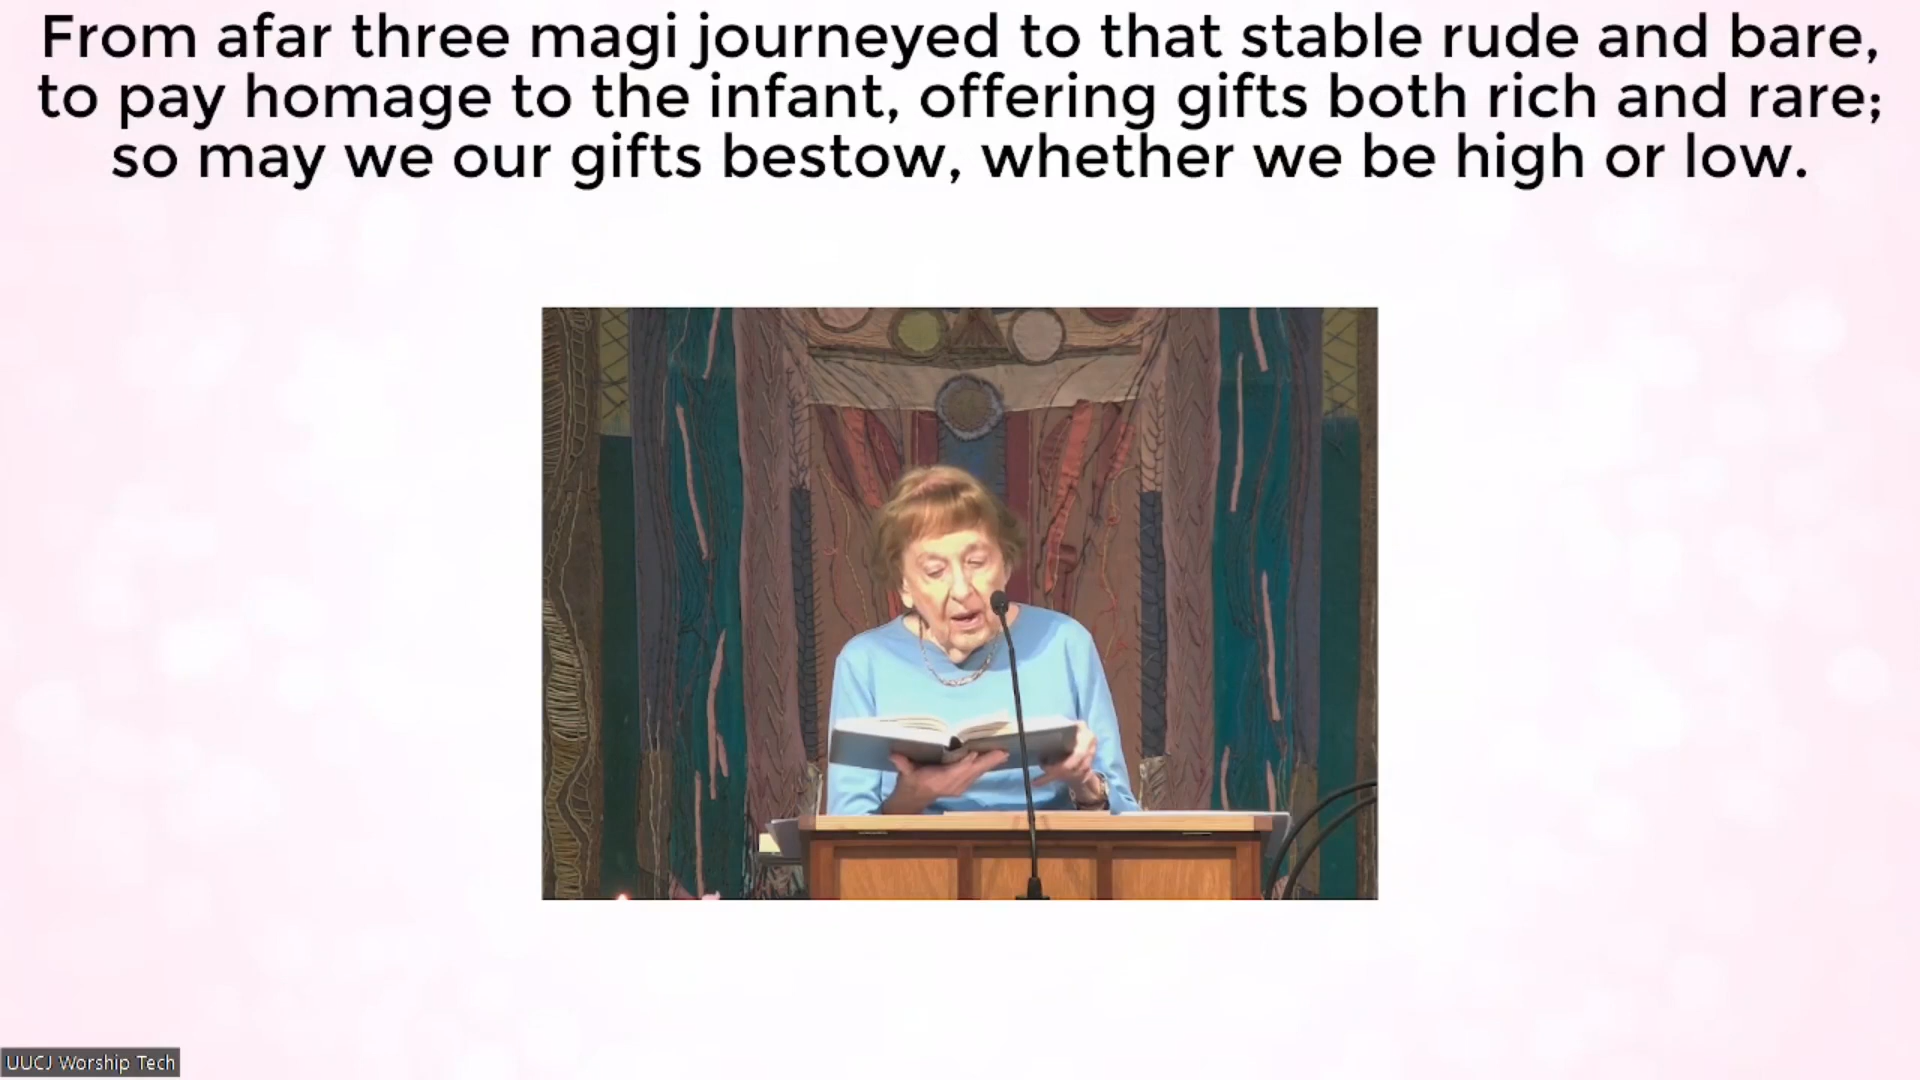 From afar three magi journeyed to that stable rude and bare,
to pay homage to the infant, offering gifts both rich and rare;
so may we our gifts bestow, whether we be high or low.
UUCJ Worship Tech